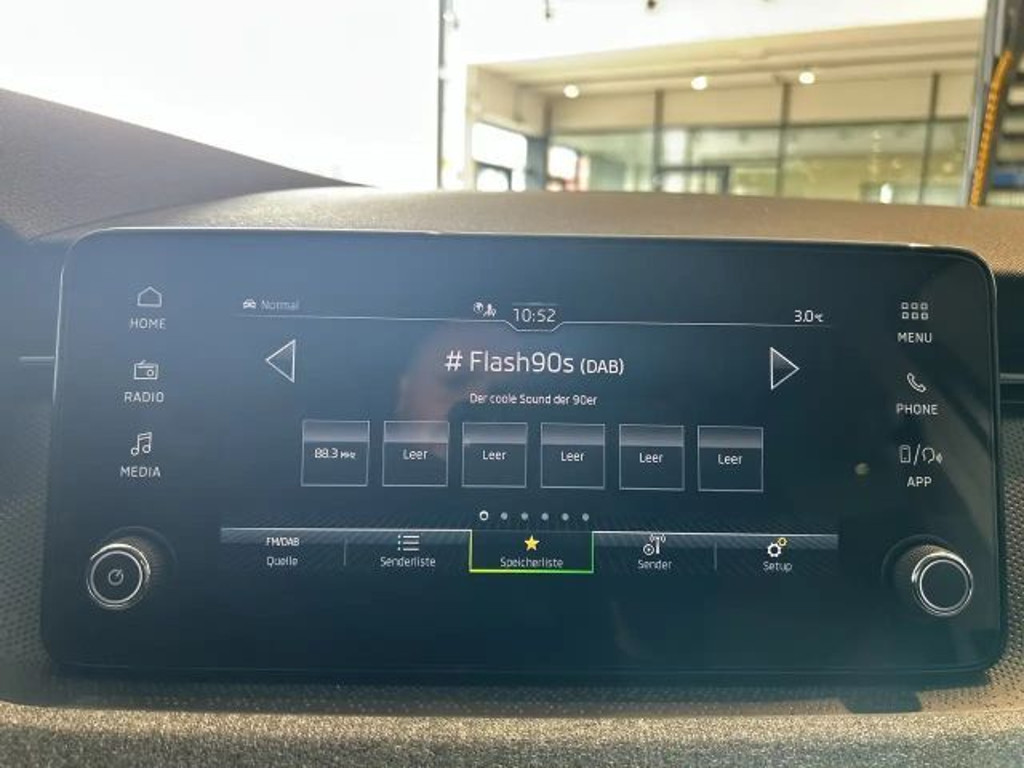 Normal
10:52
3.0℃
HOME
RADIO
MEDIA
# Flash90s (DAB)
Der coole Sound der 90er
88.3 MHz
Leer
Leer
Leer
Leer
Leer
FM/DAB
Quelle
Senderliste
Speicherliste
Sender
Setup
MENU
PHONE
APP